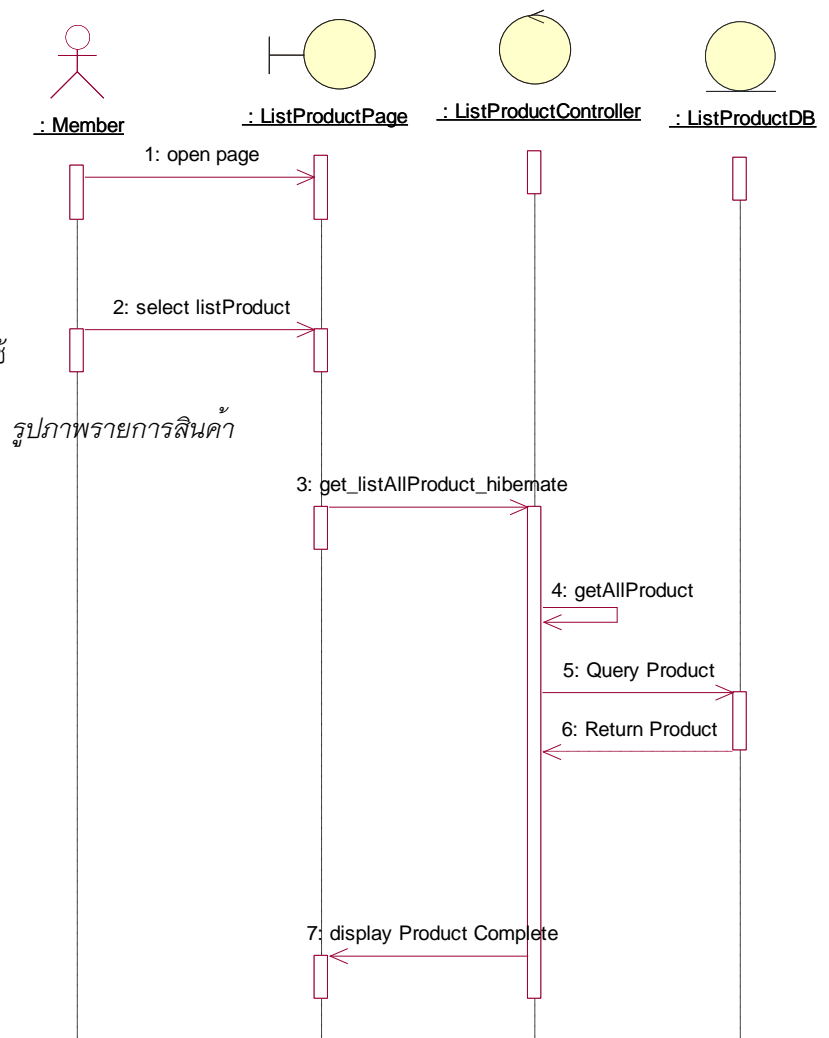 : Member
: ListProductPage
: ListProductController
: ListProductDB
1: open page
2: select listProduct
รูปภาพรายการสินค้า
3: get_listAllProduct_hibernate
4: getAllProduct
5: Query Product
6: Return Product
7: display Product Complete